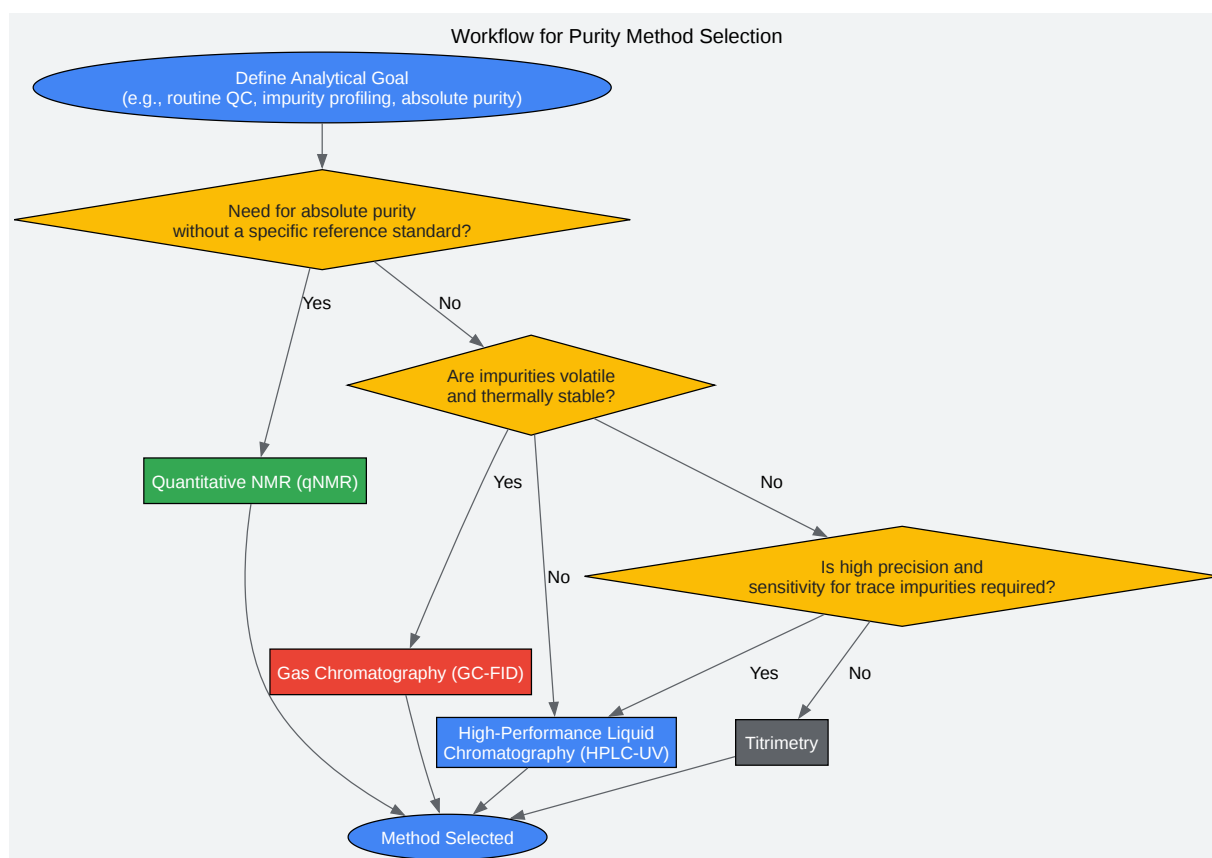 Workflow for Purity Method Selection
Define Analytical Goal
(e.g., routine QC, impurity profiling, absolute purity)
Need for absolute purity
without a specific reference standard?
Yes
No
Are impurities volatile
and thermally stable?
Quantitative NMR (qNMR)
Yes
No
No
Is high precision and
sensitivity for trace impurities required?
Gas Chromatography (GC-FID)
Yes
No
High-Performance Liquid
Chromatography (HPLC-UV)
Titrimetry
Method Selected